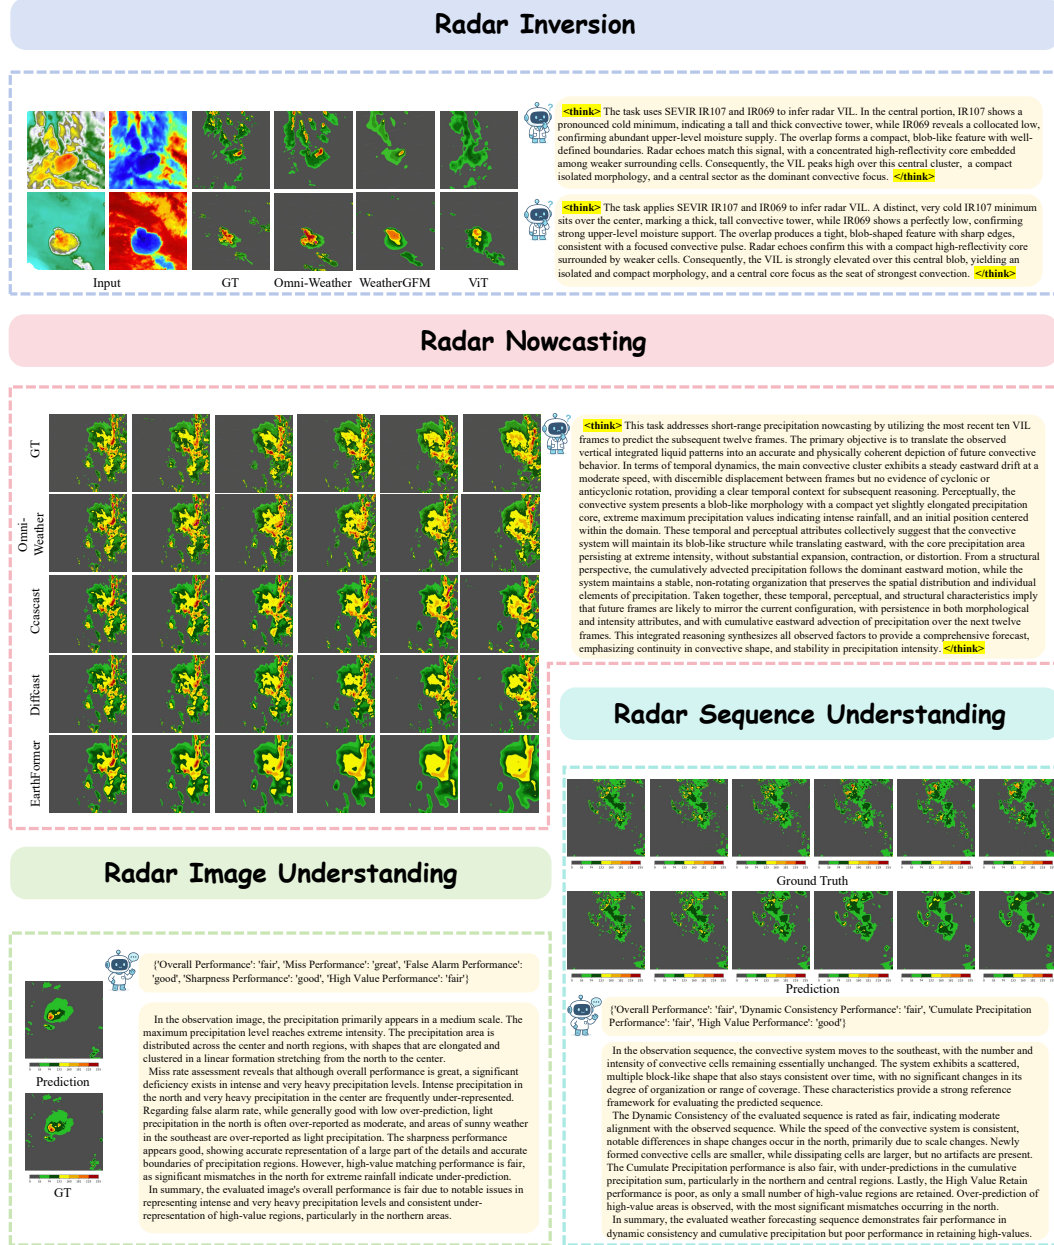 Radar Inversion
<think> The task uses SEVIR IR107 and IR069 to infer radar VIL. In the central portion, IR107 shows a
pronounced cold minimum, indicating a tall and thick convective tower, while IR069 reveals a collocated low,
confirming abundant upper-level moisture supply. The overlap forms a compact, blob-like feature with well-
defined boundaries. Radar echoes match this signal, with a concentrated high-reflectivity core embedded
among weaker surrounding cells. Consequently, the VIL peaks high over this central cluster, a compact
isolated morphology, and a central sector as the dominant convective focus. </think>
<think> The task applies SEVIR IR107 and IR069 to infer radar VIL. A distinct, very cold IR107 minimum
sits over the center, marking a thick, tall convective tower, while IR069 shows a perfectly low, confirming
strong upper-level moisture support. The overlap produces a tight, blob-shaped feature with sharp edges,
consistent with a focused convective pulse. Radar echoes confirm this with a compact high-reflectivity core
surrounded by weaker cells. Consequently, the VIL is strongly elevated over this central blob, yielding an
isolated and compact morphology, and a central core focus as the seat of strongest convection. </think>
Input GT Omni-Weather WeatherGFM ViT
Radar Nowcasting
GT
Omni-
Weather
Ccascast
Diffcast
EarthFormer
<think> This task addresses short-range precipitation nowcasting by utilizing the most recent ten VIL
frames to predict the subsequent twelve frames. The primary objective is to translate the observed
vertical integrated liquid patterns into an accurate and physically coherent depiction of future convective
behavior. In terms of temporal dynamics, the main convective cluster exhibits a steady eastward drift at a
moderate speed, with discernible displacement between frames but no evidence of cyclonic or
anticyclonic rotation, providing a clear temporal context for subsequent reasoning. Perceptually, the
convective system presents a blob-like morphology with a compact yet slightly elongated precipitation
core, extreme maximum precipitation values indicating intense rainfall, and an initial position centered
within the domain. These temporal and perceptual attributes collectively suggest that the convective
system will maintain its blob-like structure while translating eastward, with the core precipitation area
persisting at extreme intensity, without substantial expansion, contraction, or distortion. From a structural
perspective, the cumulatively advected precipitation follows the dominant eastward motion, while the
system maintains a stable, non-rotating organization that preserves the spatial distribution and individual
elements of precipitation. Taken together, these temporal, perceptual, and structural characteristics imply
that future frames are likely to mirror the current configuration, with persistence in both morphological
and intensity attributes, and with cumulative eastward advection of precipitation over the next twelve
frames. This integrated reasoning synthesizes all observed factors to provide a comprehensive forecast,
emphasizing continuity in convective shape, and stability in precipitation intensity. </think>
Radar Sequence Understanding
Ground Truth
Prediction
{'Overall Performance': 'fair', 'Dynamic Consistency Performance': 'fair', 'Cumulate Precipitation
Performance': 'fair', 'High Value Performance': 'good'}
In the observation sequence, the convective system moves to the southeast, with the number and
intensity of convective cells remaining essentially unchanged. The system exhibits a scattered,
multiple block-like shape that also stays consistent over time, with no significant changes in its
degree of organization or range of coverage. These characteristics provide a strong reference
framework for evaluating the predicted sequence.
The Dynamic Consistency of the evaluated sequence is rated as fair, indicating moderate
alignment with the observed sequence. While the speed of the convective system is consistent,
notable differences in shape changes occur in the north, primarily due to scale changes. Newly
formed convective cells are smaller, while dissipating cells are larger, but no artifacts are present.
The Cumulate Precipitation performance is also fair, with under-predictions in the cumulative
precipitation sum, particularly in the northern and central regions. Lastly, the High Value Retain
performance is poor, as only a small number of high-value regions are retained. Over-prediction of
high-value areas is observed, with the most significant mismatches occurring in the north.
In summary, the evaluated weather forecasting sequence demonstrates fair performance in
dynamic consistency and cumulative precipitation but poor performance in retaining high-values.
Radar Image Understanding
Prediction
GT
{'Overall Performance': 'fair', 'Miss Performance': 'great', 'False Alarm Performance':
'good', 'Sharpness Performance': 'good', 'High Value Performance': 'fair'}
In the observation image, the precipitation primarily appears in a medium scale. The
maximum precipitation level reaches extreme intensity. The precipitation area is
distributed across the center and north regions, with shapes that are elongated and
clustered in a linear formation stretching from the north to the center.
Miss rate assessment reveals that although overall performance is great, a significant
deficiency exists in intense and very heavy precipitation levels. Intense precipitation in
the north and very heavy precipitation in the center are frequently under-represented.
Regarding false alarm rate, while generally good with low over-prediction, light
precipitation in the north is often over-reported as moderate, and areas of sunny weather
in the southeast are over-reported as light precipitation. The sharpness performance
appears good, showing accurate representation of a large part of the details and accurate
boundaries of precipitation regions. However, high-value matching performance is fair,
as significant mismatches in the north for extreme rainfall indicate under-prediction.
In summary, the evaluated image's overall performance is fair due to notable issues in
representing intense and very heavy precipitation levels and consistent under-
representation of high-value regions, particularly in the northern areas.